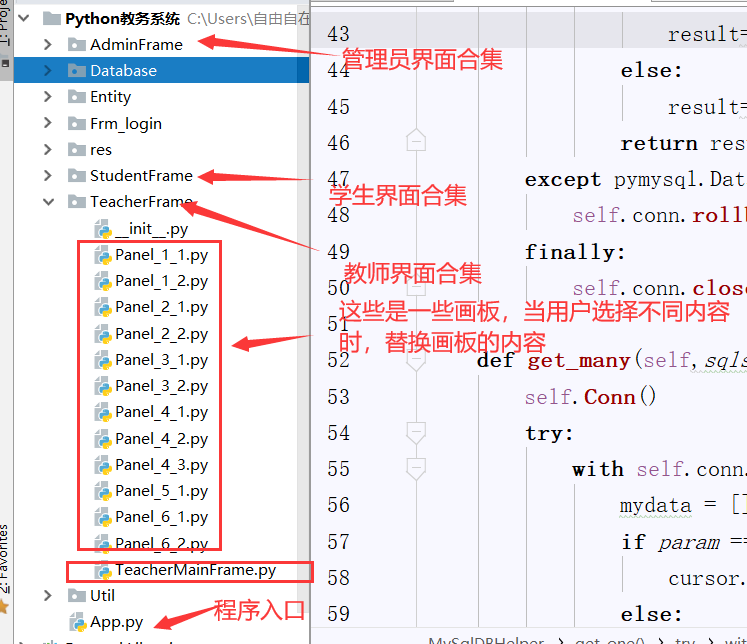 Python教务系统 C:\Users\自由自在
AdminFrame
Database
Entity
Frm_login
res
StudentFrame
TeacherFrame
__init__.py
Panel_1_1.py
Panel_1_2.py
Panel_2_1.py
Panel_2_2.py
Panel_3_1.py
Panel_3_2.py
Panel_4_1.py
Panel_4_2.py
Panel_4_3.py
Panel_5_1.py
Panel_6_1.py
Panel_6_2.py
TeacherMainFrame.py
Util
App.py
管理员界面合集
学生界面合集
教师界面合集
这些是一些画板，当用户选择不同内容
时，替换画板的内容
程序入口
43 result=
44 else:
45 result=
46 return res
47 except pymysql.Dat
48 self.conn.roll
49 finally:
50 self.conn.close
51
52 def get_many(self,sqls
53 self.Conn()
54 try:
55 with self.conn.
56 mydata = []
57 if param ==
58 cursor.
59 else:
MySqlDBHelper
get_one()
try
2: Favorites